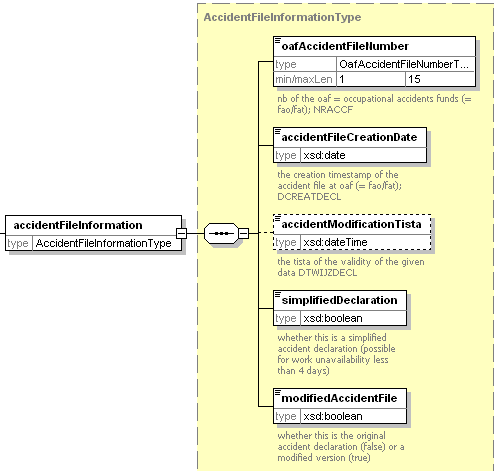 AccidentFileInformationType
oafAccidentFileNumber
type OafAccidentFileNumberT...
min/maxLen 1 15
nb of the oaf = occupational accidents funds (=
fao/fat); NRACCF
accidentFileCreationDate
type xsd:date
the creation timestamp of the
accident file at oaf (= fao/fat);
DCREATDECL
accidentFileInformation
type AccidentFileInformationType
accidentModificationTista
type xsd:dateTime
the tista of the validity of the given
data DTWIJZDECL
simplifiedDeclaration
type xsd:boolean
whether this is a simplified
accident declaration (possible
for work unavailability less
than 4 days)
modifiedAccidentFile
type xsd:boolean
whether this is the original
accident declaration (false) or a
modified version (true)